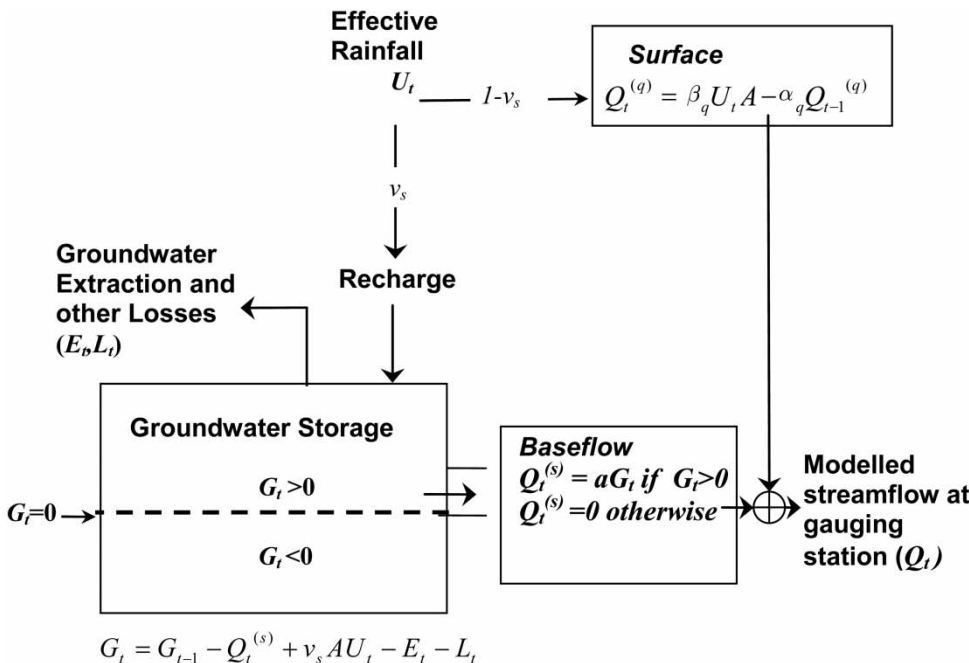 Effective
Rainfall
U_t
1-v_s
Surface
Q_t^(q) = β_q U_t A − α_q Q_{t-1}^(q)
v_s
Groundwater
Extraction and
other Losses
(E_t,L_t)
Recharge
Groundwater Storage
G_t>0
G_t=0
G_t<0
Baseflow
Q_t^(s) = aG_t if G_t>0
Q_t^(s) =0 otherwise
Modelled
streamflow at
gauging
station (Q_t)
G_t = G_{t-1} − Q_t^(s) + v_s AU_t − E_t − L_t